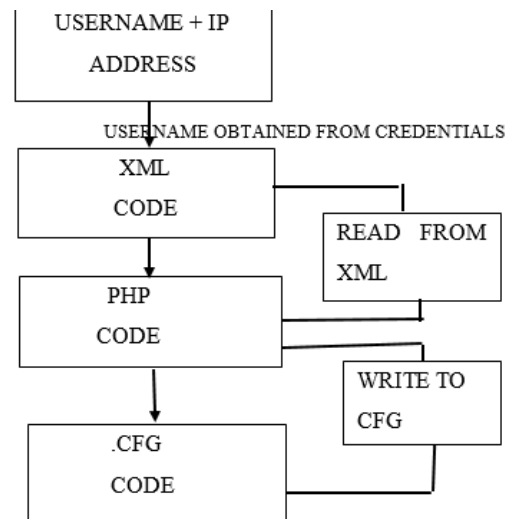 USERNAME + IP
ADDRESS
USERNAME OBTAINED FROM CREDENTIALS
XML
CODE
READ FROM
XML
PHP
CODE
WRITE TO
CFG
.CFG
CODE